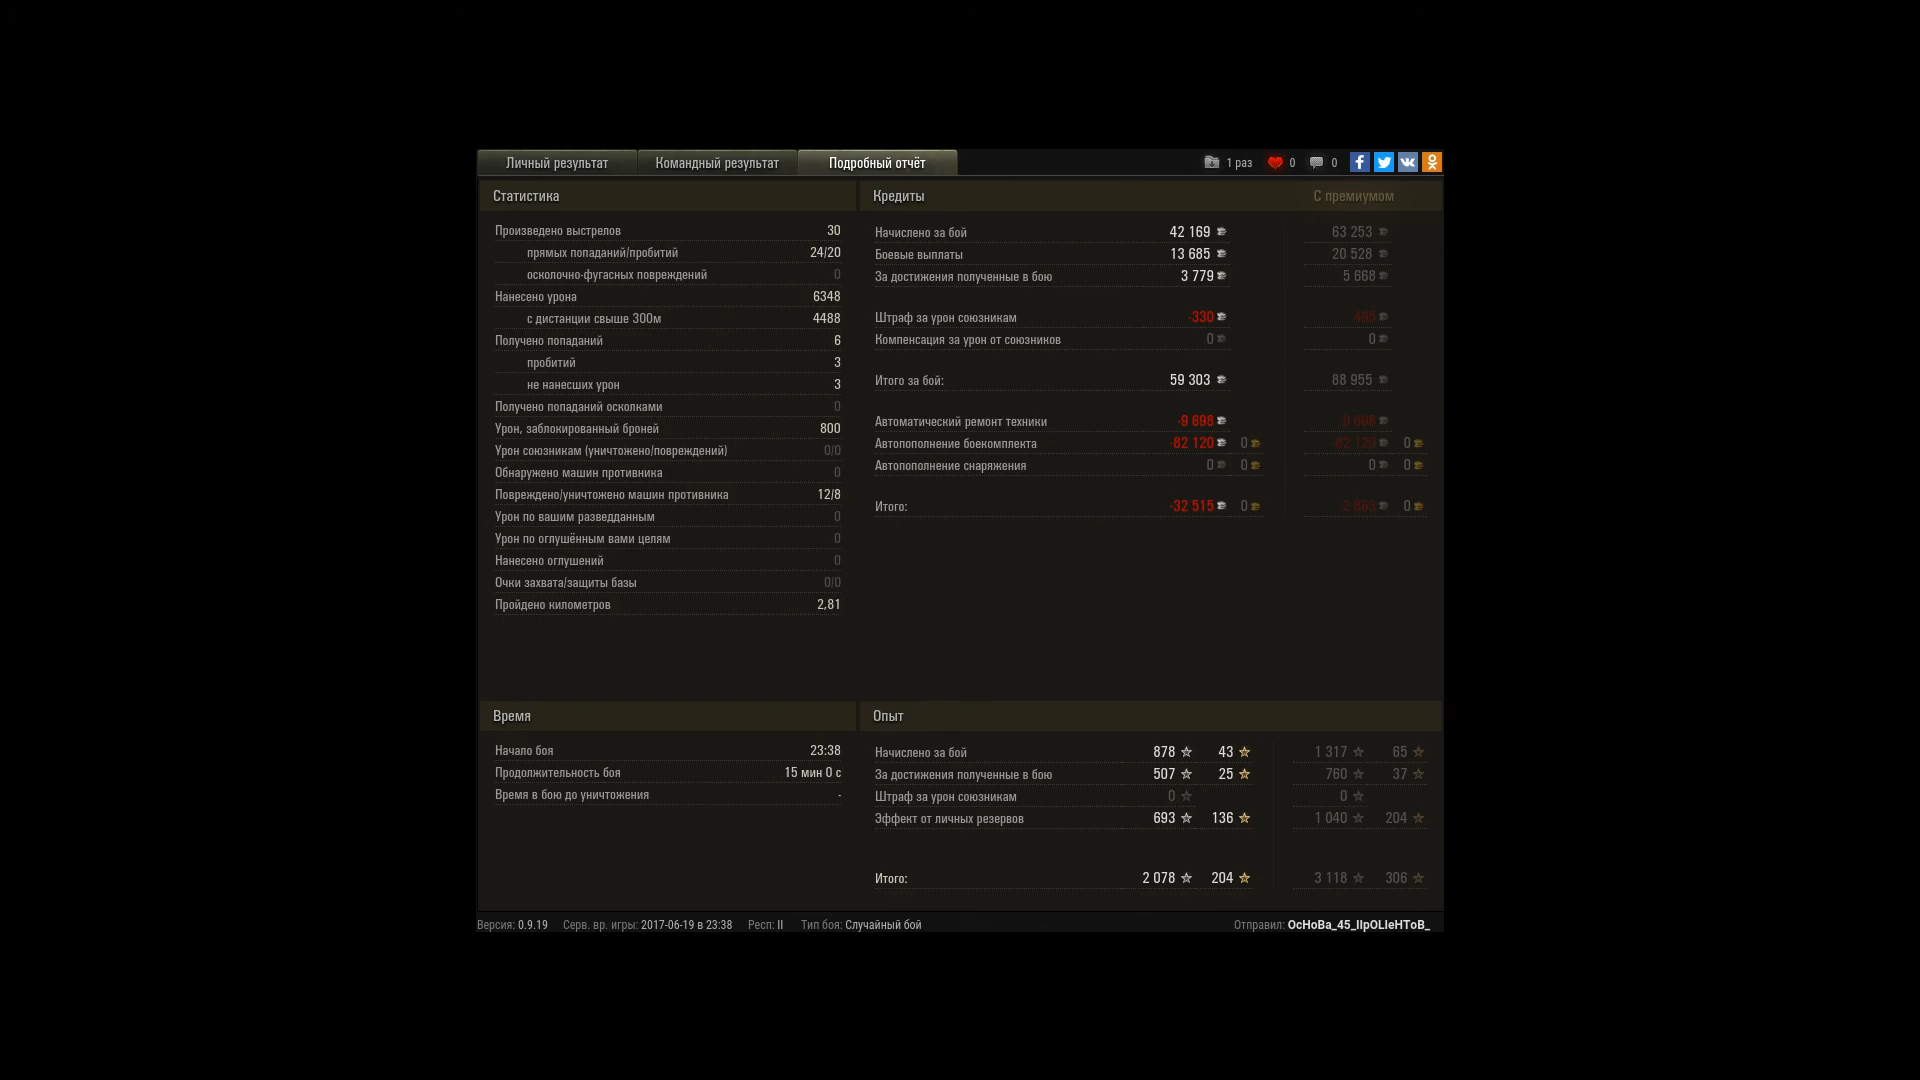 Личный результат Командный результат Подробный отчёт 1 раз 0 0
Статистика
Произведено выстрелов 30
прямых попаданий/пробитий 24/20
осколочно-фугасных повреждений 0
Нанесено урона 6348
с дистанции свыше 300м 4488
Получено попаданий 6
пробитий 3
не нанесших урон 3
Получено попаданий осколками 0
Урон, заблокированный броней 800
Урон союзникам (уничтожено/повреждений) 0/0
Обнаружено машин противника 0
Повреждено/уничтожено машин противника 12/8
Урон по вашим разведданным 0
Урон по оглушённым вами целям 0
Нанесено оглушений 0
Очки захвата/защиты базы 0/0
Пройдено километров 2,81
Кредиты С премиумом
Начислено за бой 42 169 63 253
Боевые выплаты 13 685 20 528
За достижения полученные в бою 3 779 5 668
Штраф за урон союзникам -330 -495
Компенсация за урон от союзников 0 0
Итого за бой: 59 303 88 955
Автоматический ремонт техники -9 698 -9 698
Автопополнение боекомплекта -82 120 0 -82 120 0
Автопополнение снаряжения 0 0 0 0
Итого: -32 515 0 -2 863 0
Время
Начало боя 23:38
Продолжительность боя 15 мин 0 с
Время в бою до уничтожения -
Опыт
Начислено за бой 878 43 1 317 65
За достижения полученные в бою 507 25 760 37
Штраф за урон союзникам 0 0
Эффект от личных резервов 693 136 1 040 204
Итого: 2 078 204 3 118 306
Версия: 0.9.19 Серв. вр. игры: 2017-06-19 в 23:38 Респ: II Тип боя: Случайный бой Отправил: OcHoBa_45_IIpOLIeHToB_